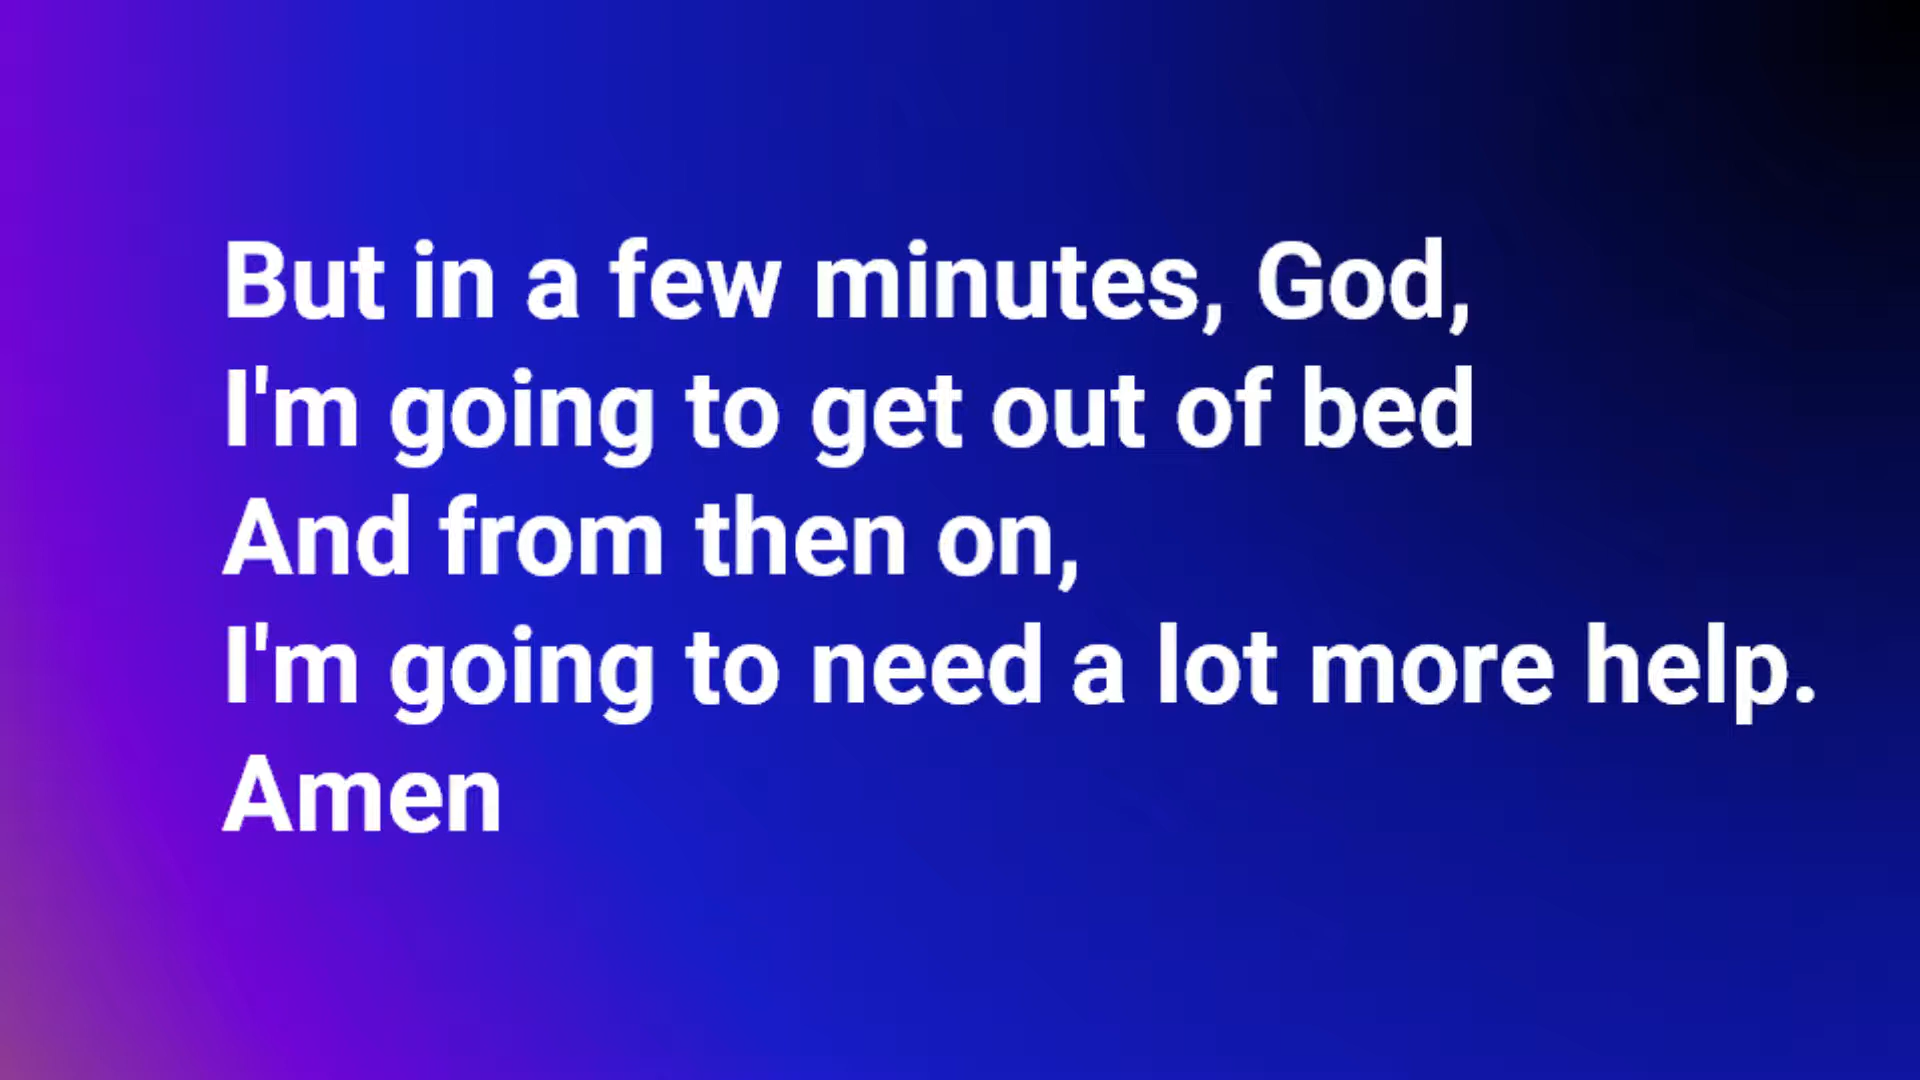 But in a few minutes, God,
I'm going to get out of bed
And from then on,
I'm going to need a lot more help.
Amen